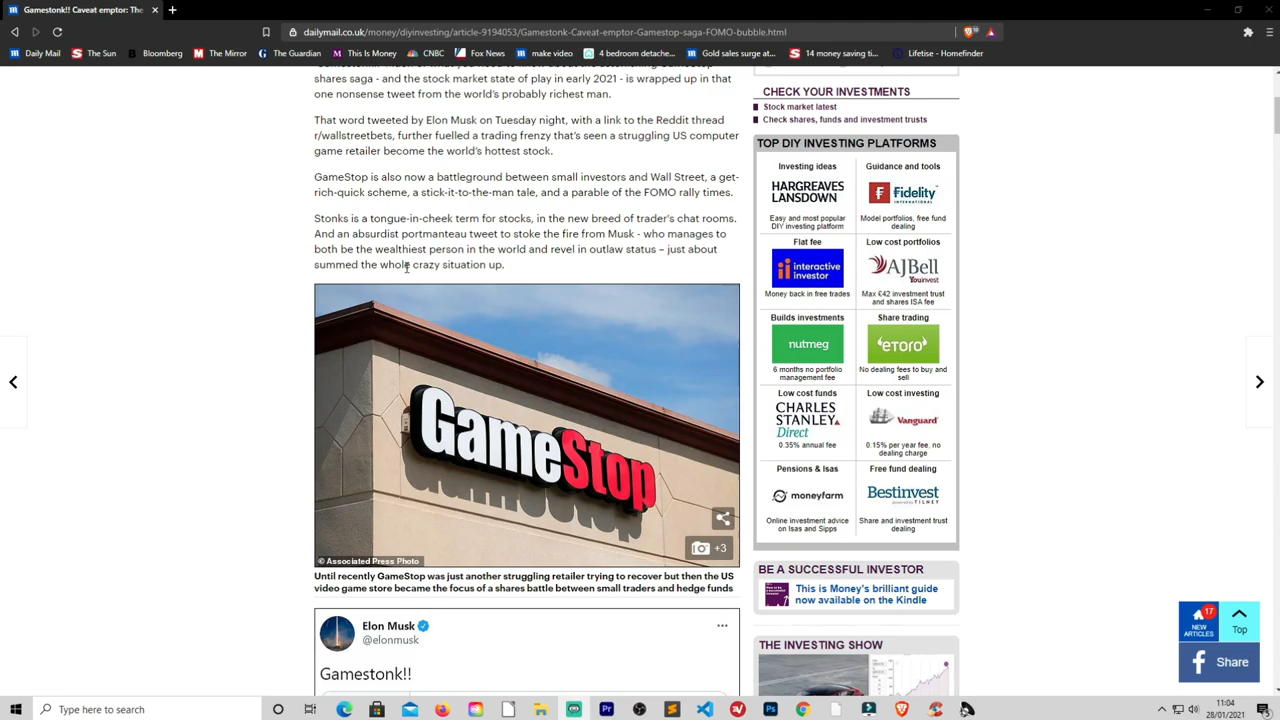 Gamestonk!! Caveat emptor: The
dailymail.co.uk/money/diyinvesting/article-9194053/Gamestonk-Caveat-emptor-Gamestop-saga-FOMO-bubble.html
Daily Mail
The Sun
Bloomberg
The Mirror
The Guardian
This Is Money
CNBC
Fox News
make video
4 bedroom detache...
Gold sales surge at...
14 money saving ti...
Lifetise - Homefinder
shares saga - and the stock market state of play in early 2021 - is wrapped up in that
one nonsense tweet from the world's probably richest man.
That word tweeted by Elon Musk on Tuesday night, with a link to the Reddit thread
r/wallstreetbets, further fuelled a trading frenzy that's seen a struggling US computer
game retailer become the world's hottest stock.
GameStop is also now a battleground between small investors and Wall Street, a get-
rich-quick scheme, a stick-it-to-the-man tale, and a parable of the FOMO rally times.
Stonks is a tongue-in-cheek term for stocks, in the new breed of trader's chat rooms.
And an absurdist portmanteau tweet to stoke the fire from Musk - who manages to
both be the wealthiest person in the world and revel in outlaw status – just about
summed the whole crazy situation up.
GameStop
+3
© Associated Press Photo
Until recently GameStop was just another struggling retailer trying to recover but then the US
video game store became the focus of a shares battle between small traders and hedge funds
Elon Musk
@elonmusk
Gamestonk!!
CHECK YOUR INVESTMENTS
Stock market latest
Check shares, funds and investment trusts
TOP DIY INVESTING PLATFORMS
Investing ideas
HARGREAVES
LANSDOWN
Easy and most popular
DIY investing platform
Guidance and tools
Fidelity
INTERNATIONAL
Model portfolios, free fund
dealing
Flat fee
interactive
investor
Money back in free trades
Low cost portfolios
AJBell
Youinvest
Max £42 investment trust
and shares ISA fee
Builds investments
nutmeg
6 months no portfolio
management fee
Share trading
eToro
No dealing fees to buy and
sell
Low cost funds
CHARLES
STANLEY
Direct
0.35% annual fee
Low cost investing
Vanguard
0.15% per year fee, no
dealing charge
Pensions & Isas
moneyfarm
Online investment advice
on Isas and Sipps
Free fund dealing
Bestinvest
Share and investment trust
dealing
BE A SUCCESSFUL INVESTOR
This is Money's brilliant guide
now available on the Kindle
THE INVESTING SHOW
17
NEW
ARTICLES
Top
Share
Type here to search
11:04
28/01/2021